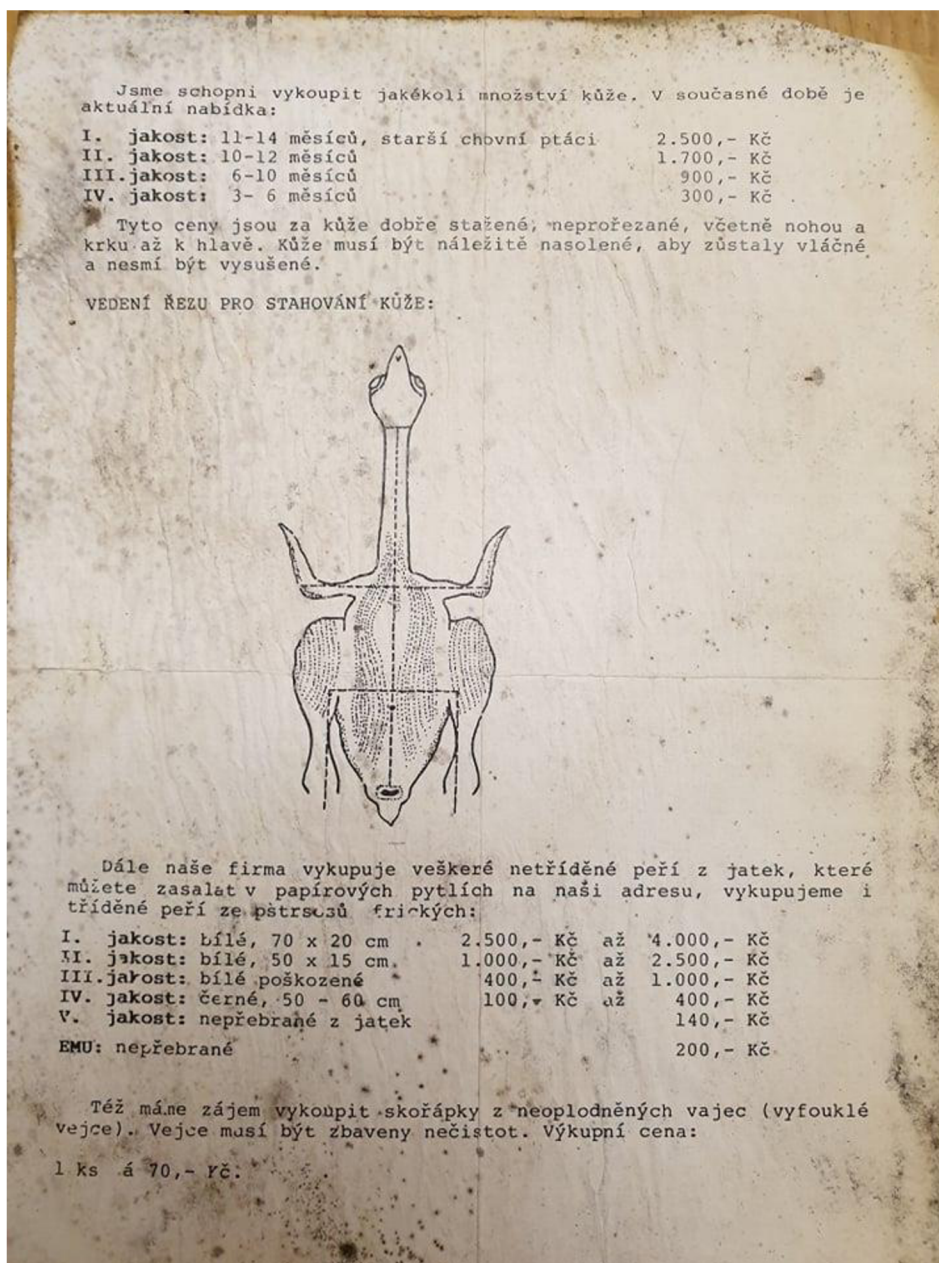 Jsme schopni vykoupit jakékoli množství kůže. V současné době je
aktuální nabídka:
I. jakost: 11-14 měsíců, starší chovní ptáci 2.500,- Kč
II. jakost: 10-12 měsíců 1.700,- Kč
III.jakost: 6-10 měsíců 900,- Kč
IV. jakost: 3- 6 měsíců 300,- Kč
Tyto ceny jsou za kůže dobře stažené, neprořezané, včetně nohou a
krku až k hlavě. Kůže musí být náležitě nasolené, aby zůstaly vláčné
a nesmí být vysušené.
VEDENÍ ŘEZU PRO STAHOVÁNÍ KŮŽE:
Dále naše firma vykupuje veškeré netříděné peří z jatek, které
můžete zasalat v papírových pytlích na naši adresu, vykupujeme i
tříděné peří ze
I. jakost: bílé, 70 x 20 cm 2.500,- Kč až 4.000,- Kč
II. jakost: bílé, 50 x 15 cm. 1.000,- Kč až 2.500,- Kč
III.jakost: bílé poškozené 400,- Kč až 1.000,- Kč
IV. jakost: černé, 50 - 60 cm 100,- Kč až 400,- Kč
V. jakost: nepřebrané z jatek 140,- Kč
EMU: nepřebrané 200,- Kč
Též máme zájem vykoupit skořápky z neoplodněných vajec (vyfouklé
vejce). Vejce musí být zbaveny nečistot. Výkupní cena:
1 ks á 70,- Kč.